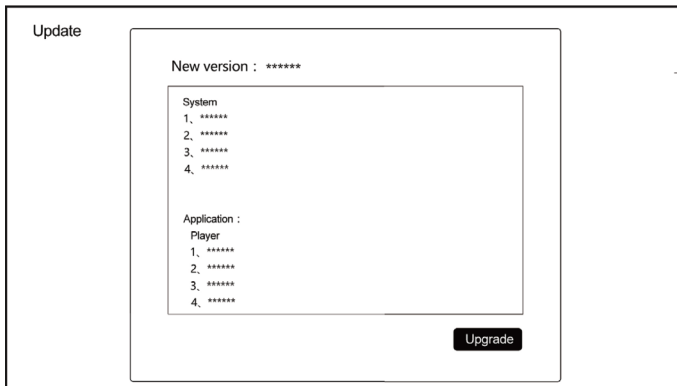 Update
New version：******
System
1、******
2、******
3、******
4、******
Application：
Player
1、******
2、******
3、******
4、******
Upgrade